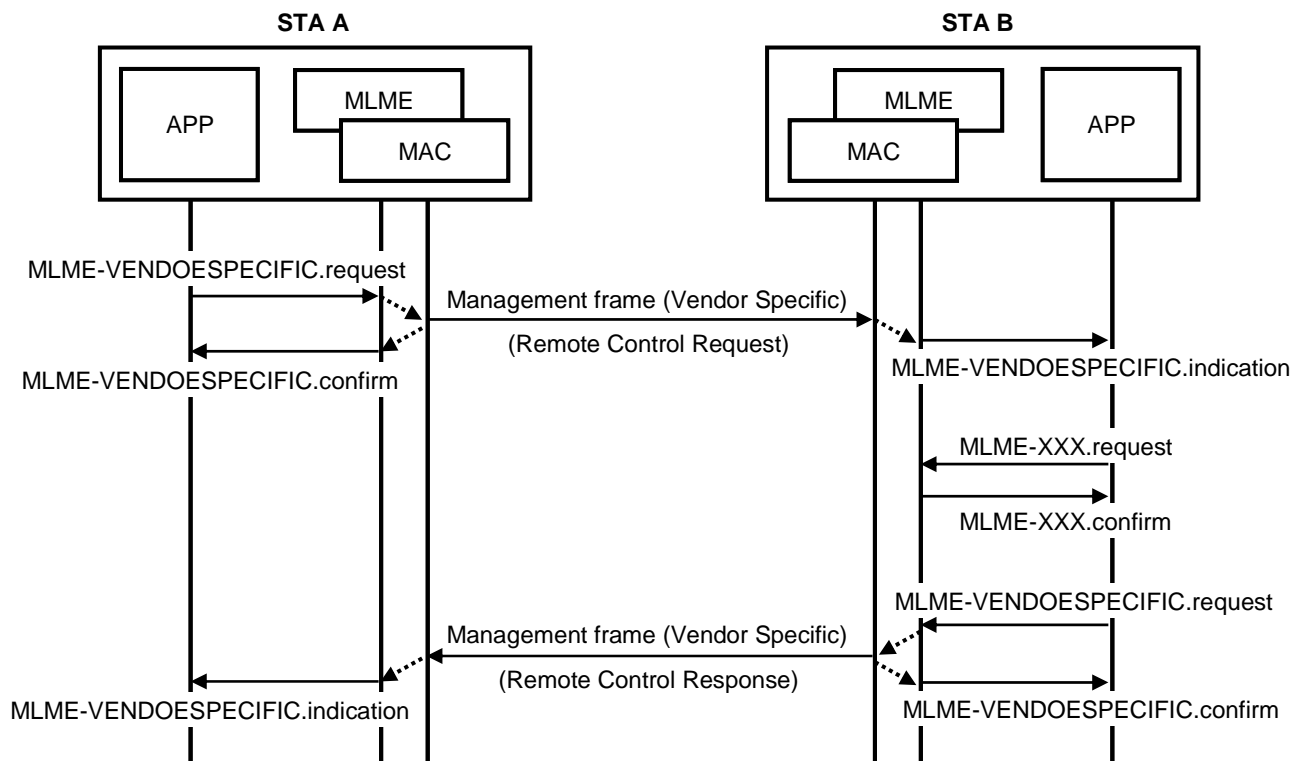 STA A
STA B
APP
MLME
MAC
MLME
MAC
APP
MLME-VENDOESPECIFIC.request
Management frame (Vendor Specific)
(Remote Control Request)
MLME-VENDOESPECIFIC.confirm
MLME-VENDOESPECIFIC.indication
MLME-XXX.request
MLME-XXX.confirm
MLME-VENDOESPECIFIC.request
Management frame (Vendor Specific)
(Remote Control Response)
MLME-VENDOESPECIFIC.indication
MLME-VENDOESPECIFIC.confirm